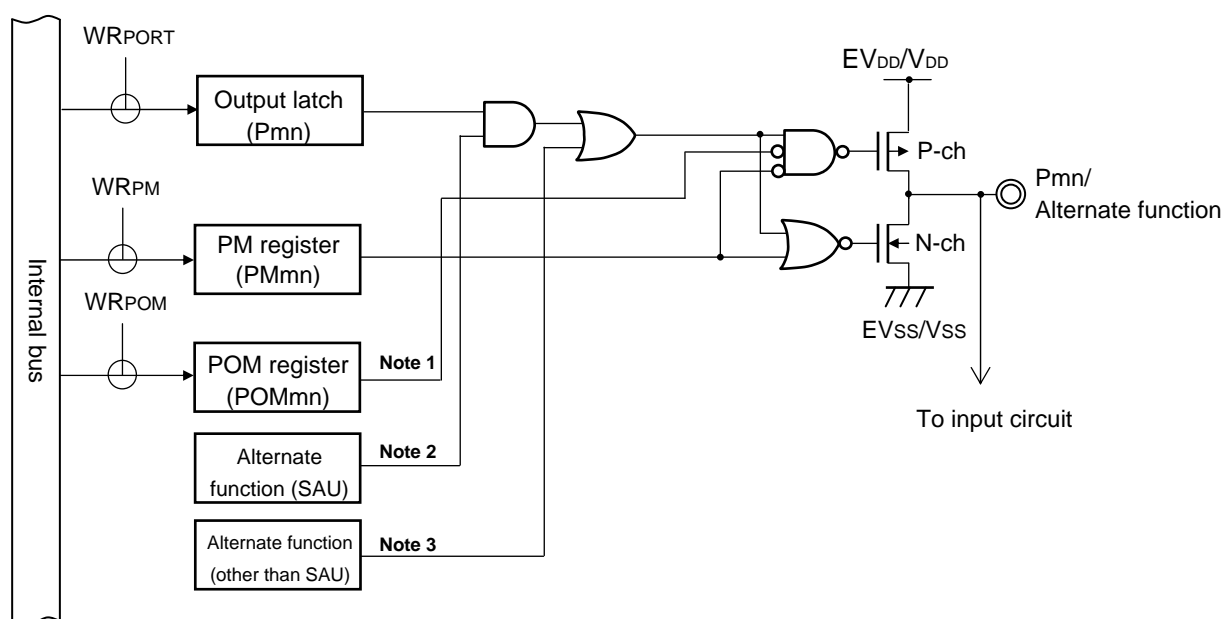 WRPORT
Output latch
(Pmn)
WRPM
PM register
(PMmn)
WRPOM
POM register
(POMmn)
Note 1
Alternate
function (SAU)
Note 2
Alternate function
(other than SAU)
Note 3
Internal bus
EVDD/VDD
P-ch
Pmn/
Alternate function
N-ch
EVSS/VSS
To input circuit